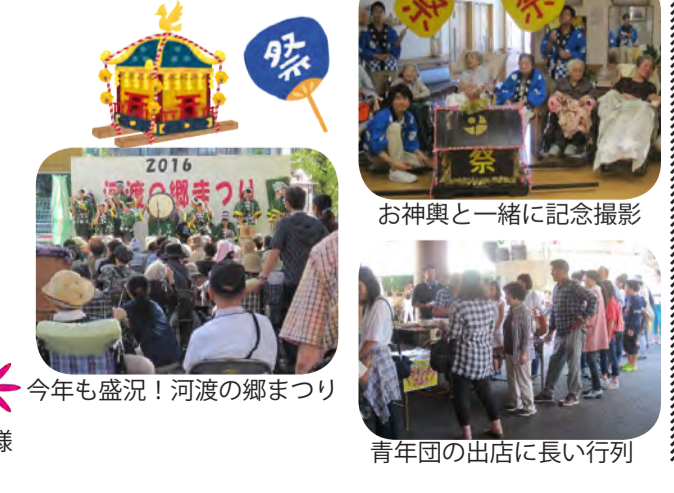 祭
祭
祭
祭
2016
河渡の郷まつり
お神輿と一緒に記念撮影
今年も盛況！河渡の郷まつり
様
青年団の出店に長い行列